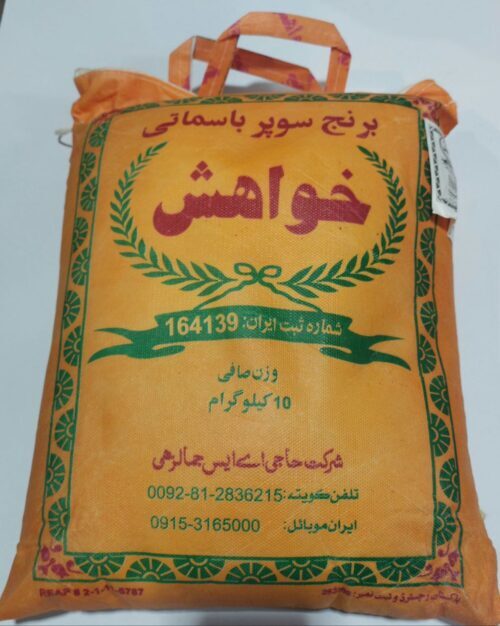 برنج سوپر باسماتی
خواهش
شماره ثبت ایران: 164139
وزن صافی
10 کیلوگرام
شرکت حاجی اے ایس جمالزهی
تلفن کویته: 0092-81-2836215
ایران موبائل: 0915-3165000